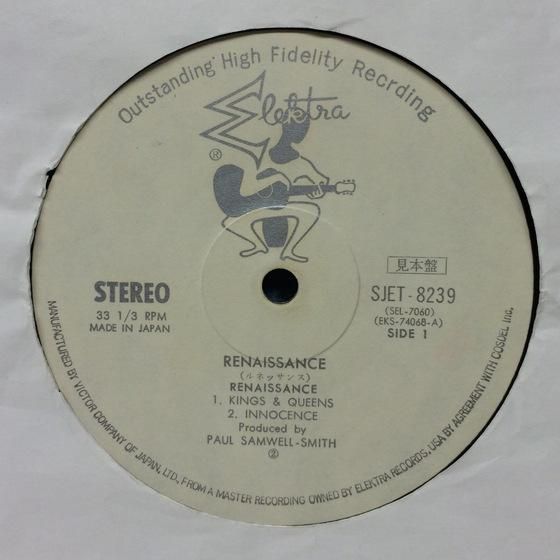 Outstanding High Fidelity Recrding
Elektra
®
見本盤
STEREO
SJET-8239
33 1/3 RPM
(SEL-7060)
MADE IN JAPAN
(EKS-74068-A)
SIDE 1
RENAISSANCE
(ルネッサンス)
RENAISSANCE
1. KINGS & QUEENS
2. INNOCENCE
Produced by
PAUL SAMWELL-SMITH
②
MANUFACTURED BY VICTOR COMPANY OF JAPAN, LTD., FROM A MASTER RECORDING OWNED BY ELEKTRA RECORDS, USA BY AGREEMENT WITH COSDEL Inc.